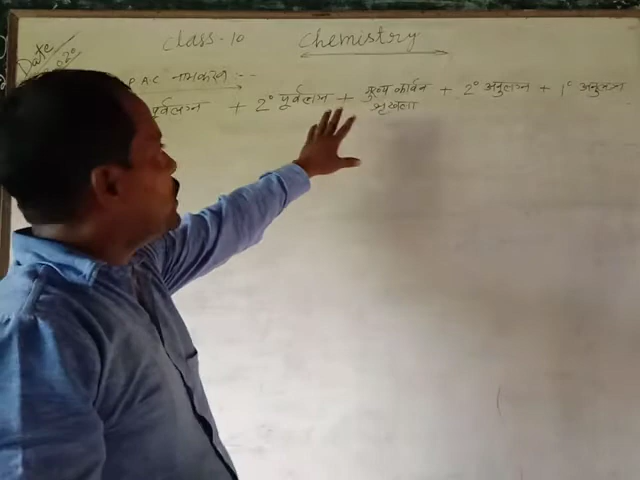 Class-10 Chemistry
Date
P.A.C नामकरण :--
पूर्वलग्न + 2° पूर्वलग्न + मुख्य कार्बन + 2° अनुलग्न + 1° अनुलग्न
श्रृंखला